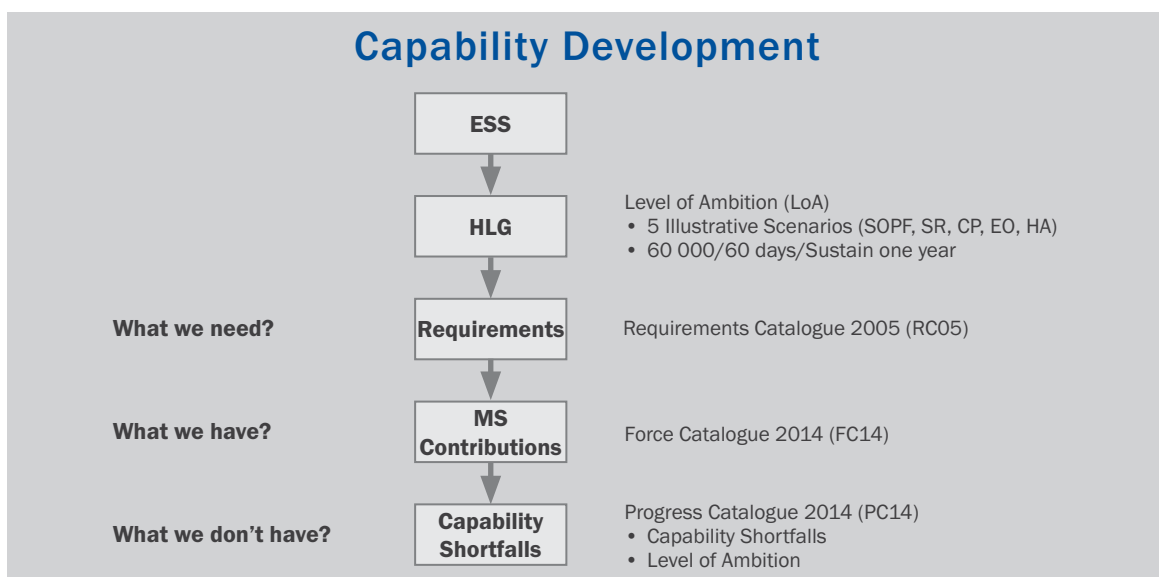 Capability Development
ESS
HLG
Level of Ambition (LoA)
• 5 Illustrative Scenarios (SOPF, SR, CP, EO, HA)
• 60 000/60 days/Sustain one year
What we need?
Requirements
Requirements Catalogue 2005 (RC05)
What we have?
MS
Contributions
Force Catalogue 2014 (FC14)
What we don't have?
Capability
Shortfalls
Progress Catalogue 2014 (PC14)
• Capability Shortfalls
• Level of Ambition